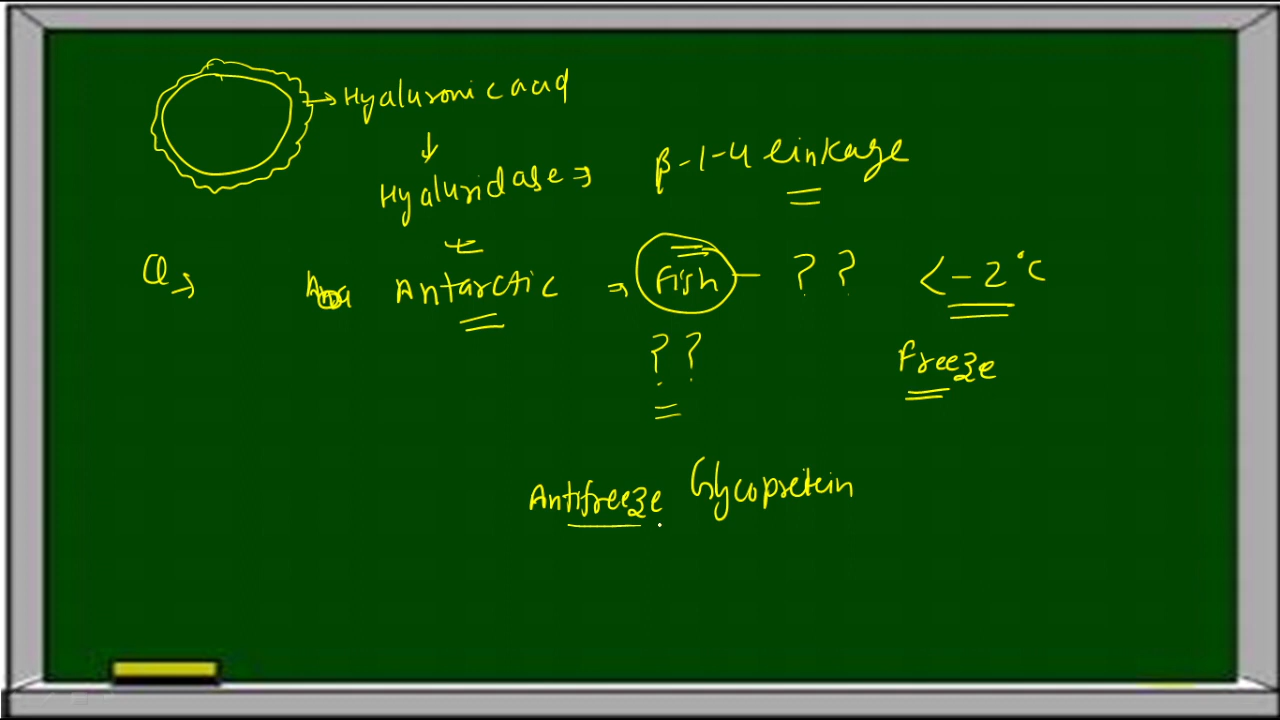 → Hyaluronic acid
↓
Hyaluridase ⇒ β-1-4 linkage
Q → Antarctic ⇒ Fish - ? ? < -2°C
? ? Freeze
Antifreeze Glycoprotein